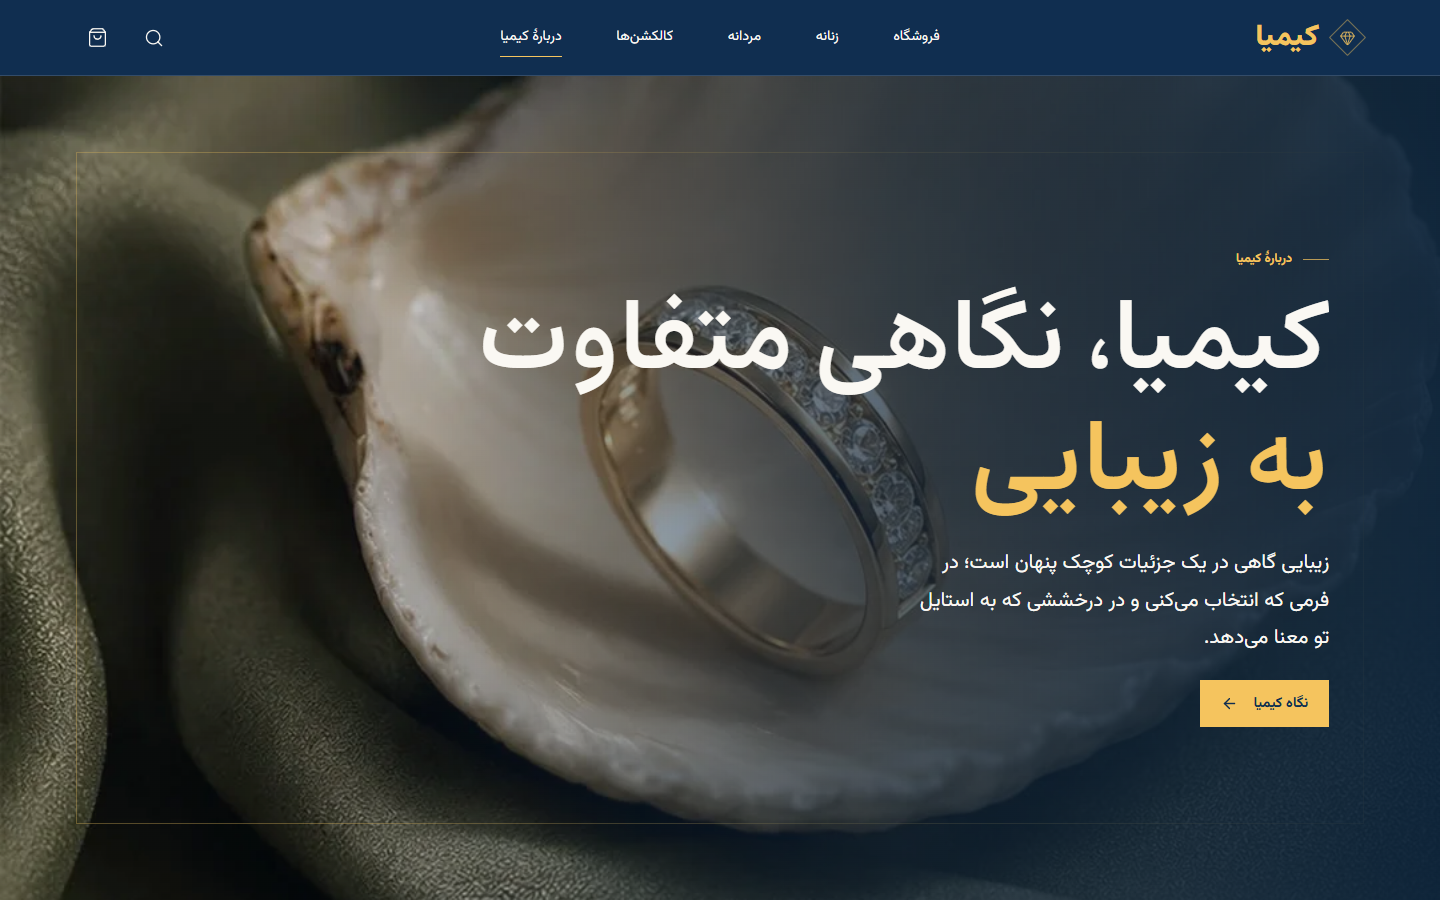 کیمیا
فروشگاه
زنانه
مردانه
کالکشن‌ها
دربارهٔ کیمیا
دربارهٔ کیمیا
کیمیا، نگاهی متفاوت
به زیبایی
زیبایی گاهی در یک جزئیات کوچک پنهان است؛ در
فرمی که انتخاب می‌کنی و در درخششی که به استایل
تو معنا می‌دهد.
نگاه کیمیا